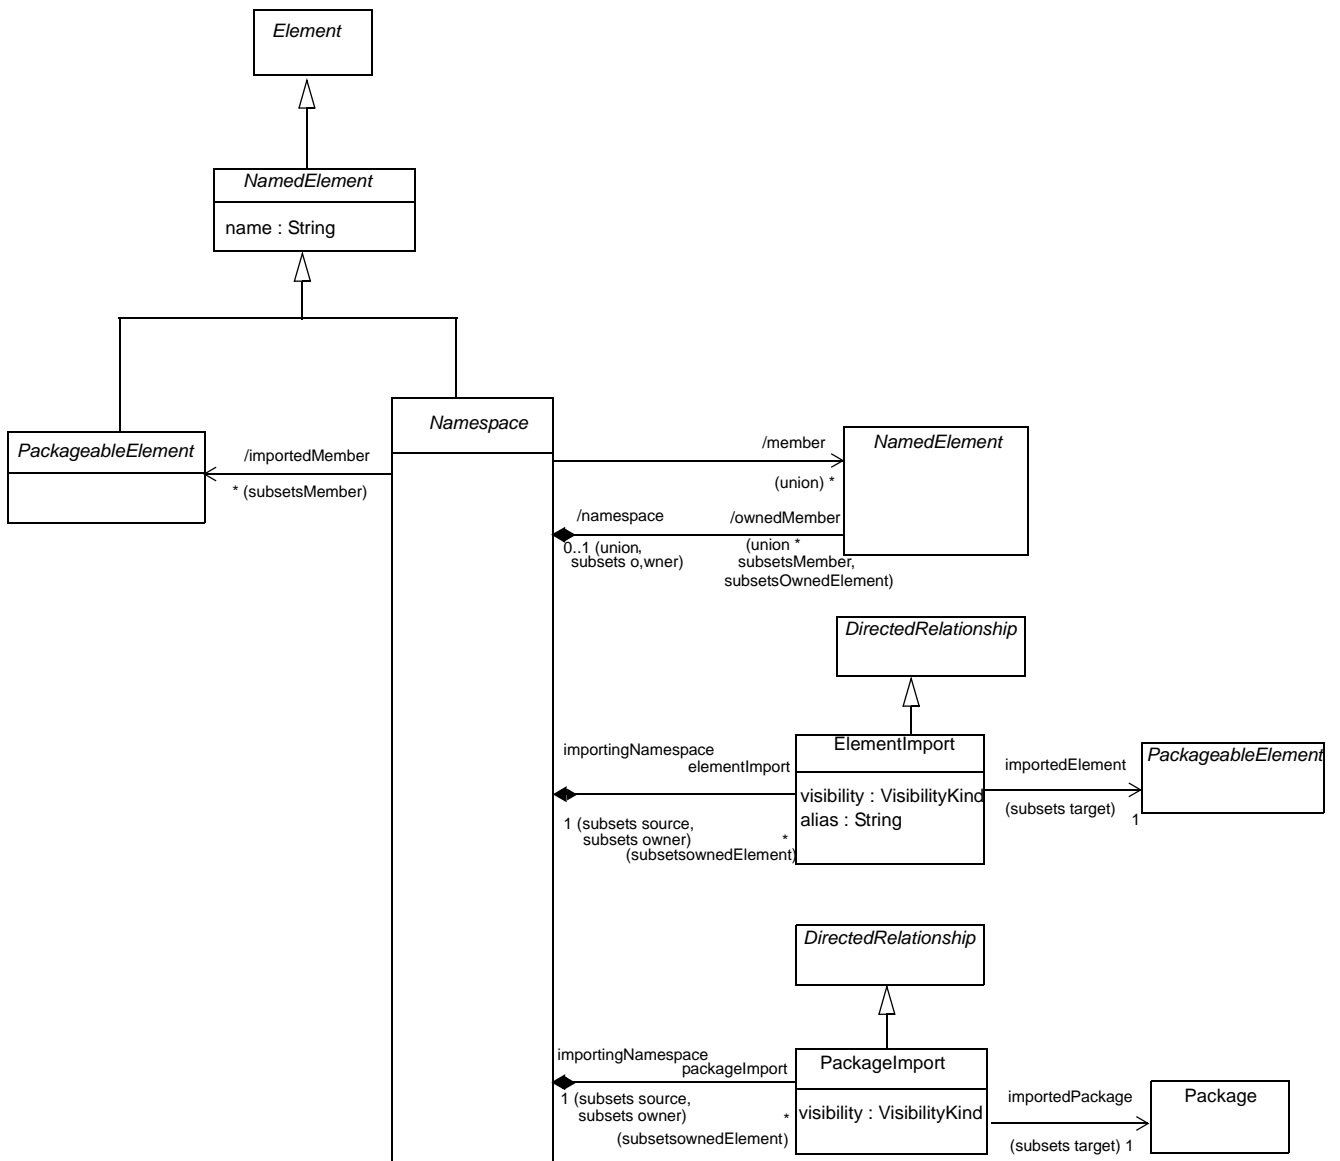 Element
NamedElement
name : String
Namespace
PackageableElement
/importedMember
* (subsetsMember)
/member
(union) *
NamedElement
/namespace
/ownedMember
0..1 (union,
subsets o,wner)
(union *
subsetsMember,
subsetsOwnedElement)
DirectedRelationship
ElementImport
visibility : VisibilityKind
alias : String
importingNamespace
elementImport
1 (subsets source,
subsets owner)
*
(subsetsownedElement)
importedElement
(subsets target)
1
PackageableElement
DirectedRelationship
PackageImport
visibility : VisibilityKind
importingNamespace
packageImport
1 (subsets source,
subsets owner)
*
(subsetsownedElement)
importedPackage
(subsets target) 1
Package